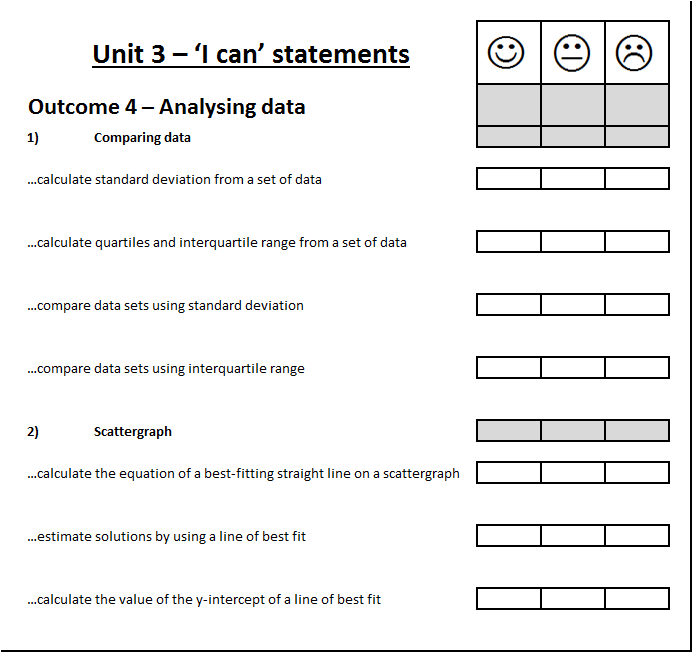 Unit 3 – ‘I can’ statements
Outcome 4 – Analysing data
1) Comparing data
…calculate standard deviation from a set of data
…calculate quartiles and interquartile range from a set of data
…compare data sets using standard deviation
…compare data sets using interquartile range
2) Scattergraph
…calculate the equation of a best-fitting straight line on a scattergraph
…estimate solutions by using a line of best fit
…calculate the value of the y-intercept of a line of best fit